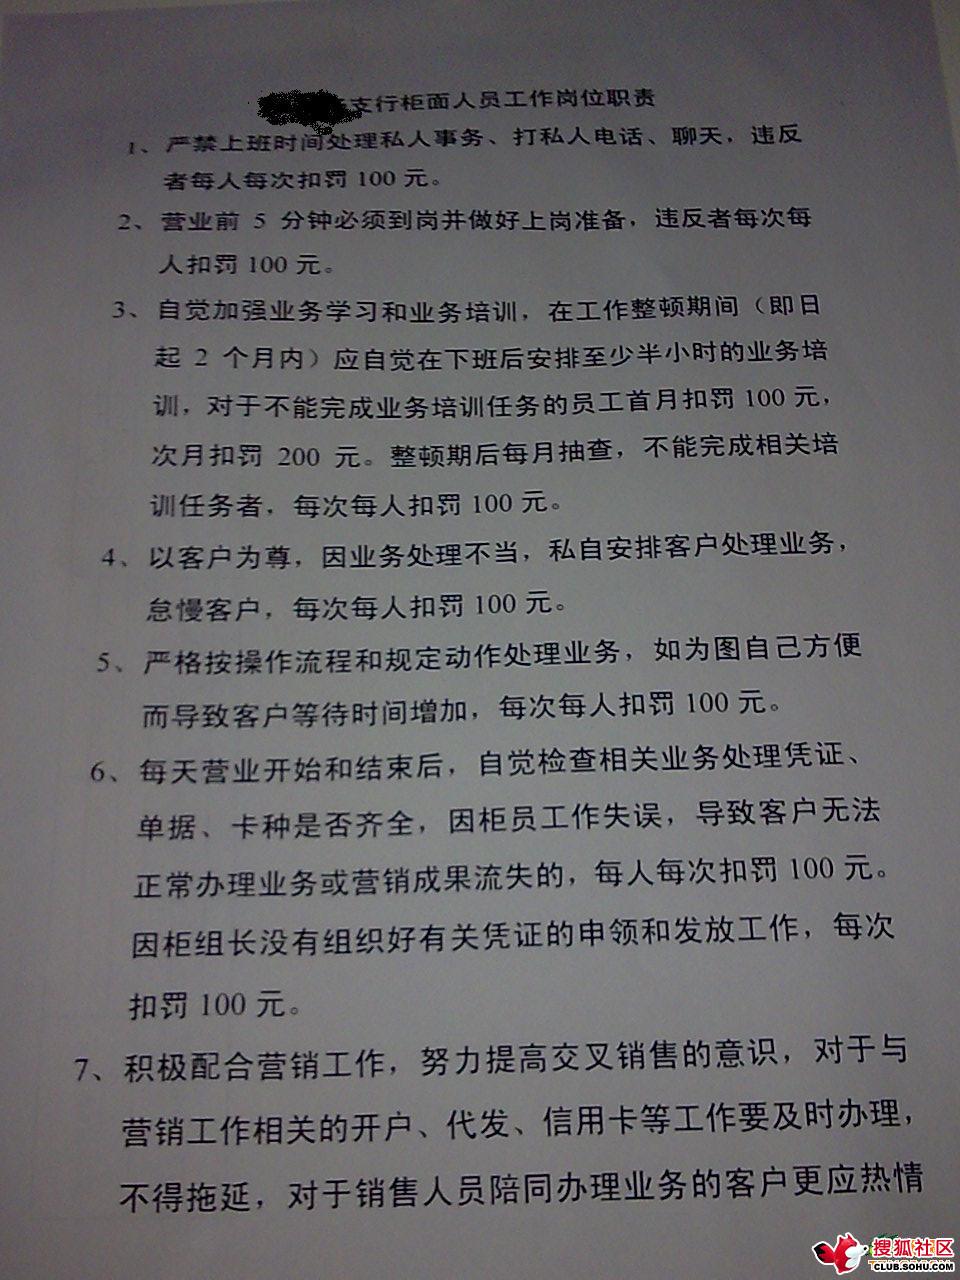 支行柜面人员工作岗位职责
1、严禁上班时间处理私人事务、打私人电话、聊天，违反
者每人每次扣罚 100 元。
2、营业前 5 分钟必须到岗并做好上岗准备，违反者每次每
人扣罚 100 元。
3、自觉加强业务学习和业务培训，在工作整顿期间（即日
起 2 个月内）应自觉在下班后安排至少半小时的业务培
训，对于不能完成业务培训任务的员工首月扣罚 100 元，
次月扣罚 200 元。整顿期后每月抽查，不能完成相关培
训任务者，每次每人扣罚 100 元。
4、以客户为尊，因业务处理不当，私自安排客户处理业务，
怠慢客户，每次每人扣罚 100 元。
5、严格按操作流程和规定动作处理业务，如为图自己方便
而导致客户等待时间增加，每次每人扣罚 100 元。
6、每天营业开始和结束后，自觉检查相关业务处理凭证、
单据、卡种是否齐全，因柜员工作失误，导致客户无法
正常办理业务或营销成果流失的，每人每次扣罚 100 元。
因柜组长没有组织好有关凭证的申领和发放工作，每次
扣罚 100 元。
7、积极配合营销工作，努力提高交叉销售的意识，对于与
营销工作相关的开户、代发、信用卡等工作要及时办理，
不得拖延，对于销售人员陪同办理业务的客户更应热情
搜狐社区
CLUB.SOHU.COM